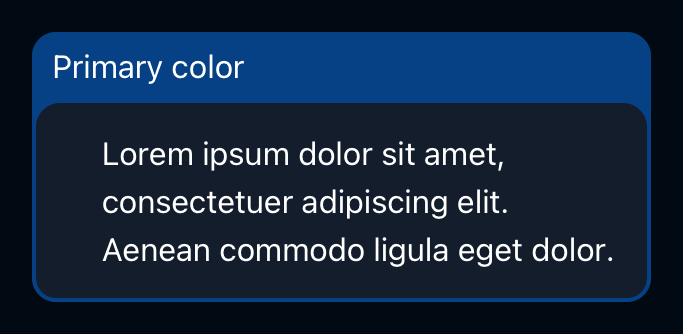 Primary color
Lorem ipsum dolor sit amet,
consectetuer adipiscing elit.
Aenean commodo ligula eget dolor.